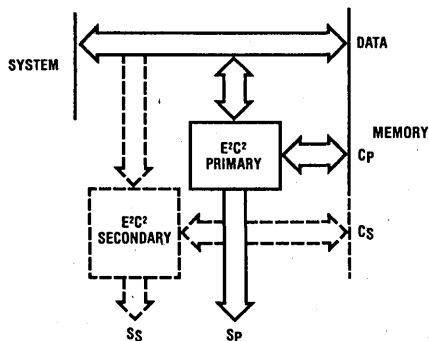 DATA
SYSTEM
MEMORY
E²C²
PRIMARY
CP
E²C²
SECONDARY
CS
SS
SP